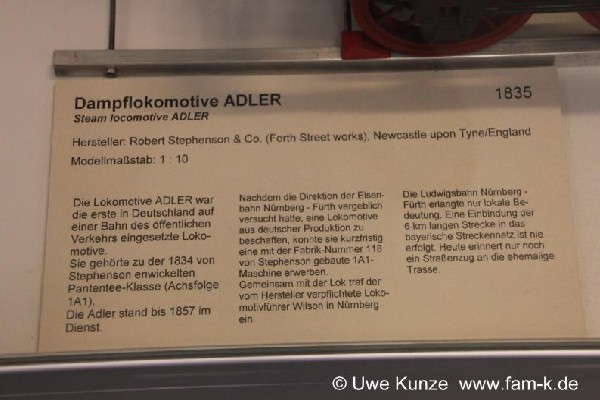 Dampflokomotive ADLER 1835
Steam locomotive ADLER
Hersteller: Robert Stephenson & Co. (Forth Street works), Newcastle upon Tyne/England
Modellmaßstab: 1 : 10
Die Lokomotive ADLER war
die erste in Deutschland auf
einer Bahn des öffentlichen
Verkehrs eingesetzte Loko-
motive.
Sie gehörte zu der 1834 von
Stephenson enwickelten
Pantentee-Klasse (Achsfolge
1A1).
Die Adler stand bis 1857 im
Dienst.
Nachdem die Direktion der Eisen-
bahn Nürnberg - Fürth vergeblich
versucht hatte, eine Lokomotive
aus deutscher Produktion zu
beschaffen, konnte sie kurzfristig
eine mit der Fabrik-Nummer 118
von Stephenson gebaute 1A1-
Maschine erwerben.
Gemeinsam mit der Lok traf der
vom Hersteller verpflichtete Loko-
motivführer Wilson in Nürnberg
ein.
Die Ludwigsbahn Nürnberg -
Fürth erlangte nur lokale Be-
deutung. Eine Einbindung der
6 km langen Strecke in das
bayerische Streckennetz ist nie
erfolgt. Heute erinnert nur noch
ein Straßenzug an die ehemalige
Trasse.
© Uwe Kunze www.fam-k.de